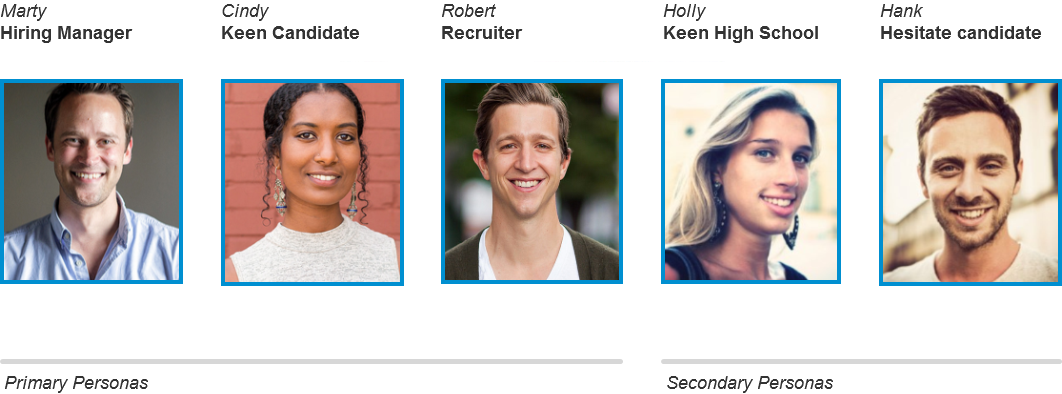 Marty
Hiring Manager
Cindy
Keen Candidate
Robert
Recruiter
Holly
Keen High School
Hank
Hesitate candidate
Primary Personas
Secondary Personas